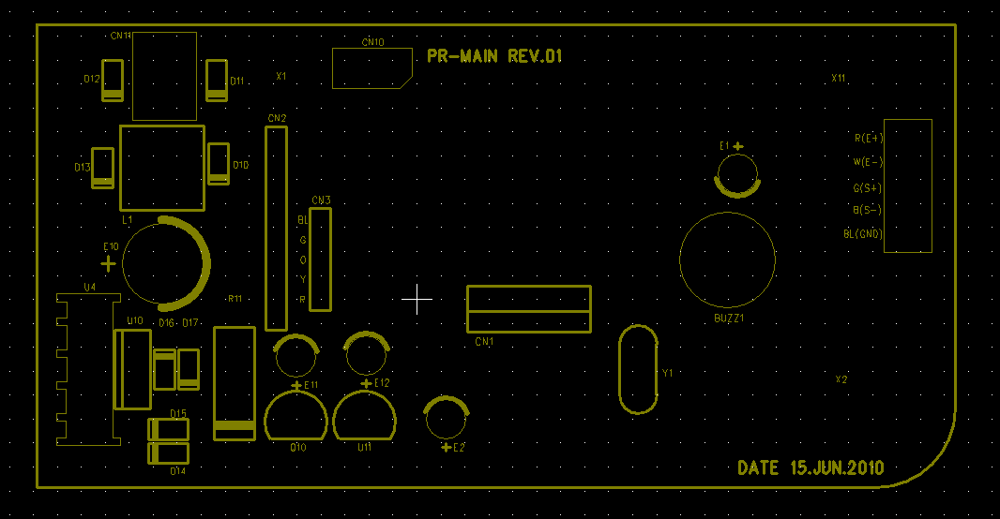 CN11
CN10
PR-MAIN REV.01
D12
D11
X1
X11
CN2
R(E+)
E1
W(E-)
D13
D10
G(S+)
CN3
B(S-)
L1
BL
BL(GND)
G
E10
O
Y
U4
R11
R
BUZZ1
U10
D16
D17
CN1
Y1
X2
E11
E12
D15
Q10
U11
E2
D14
DATE 15.JUN.2010